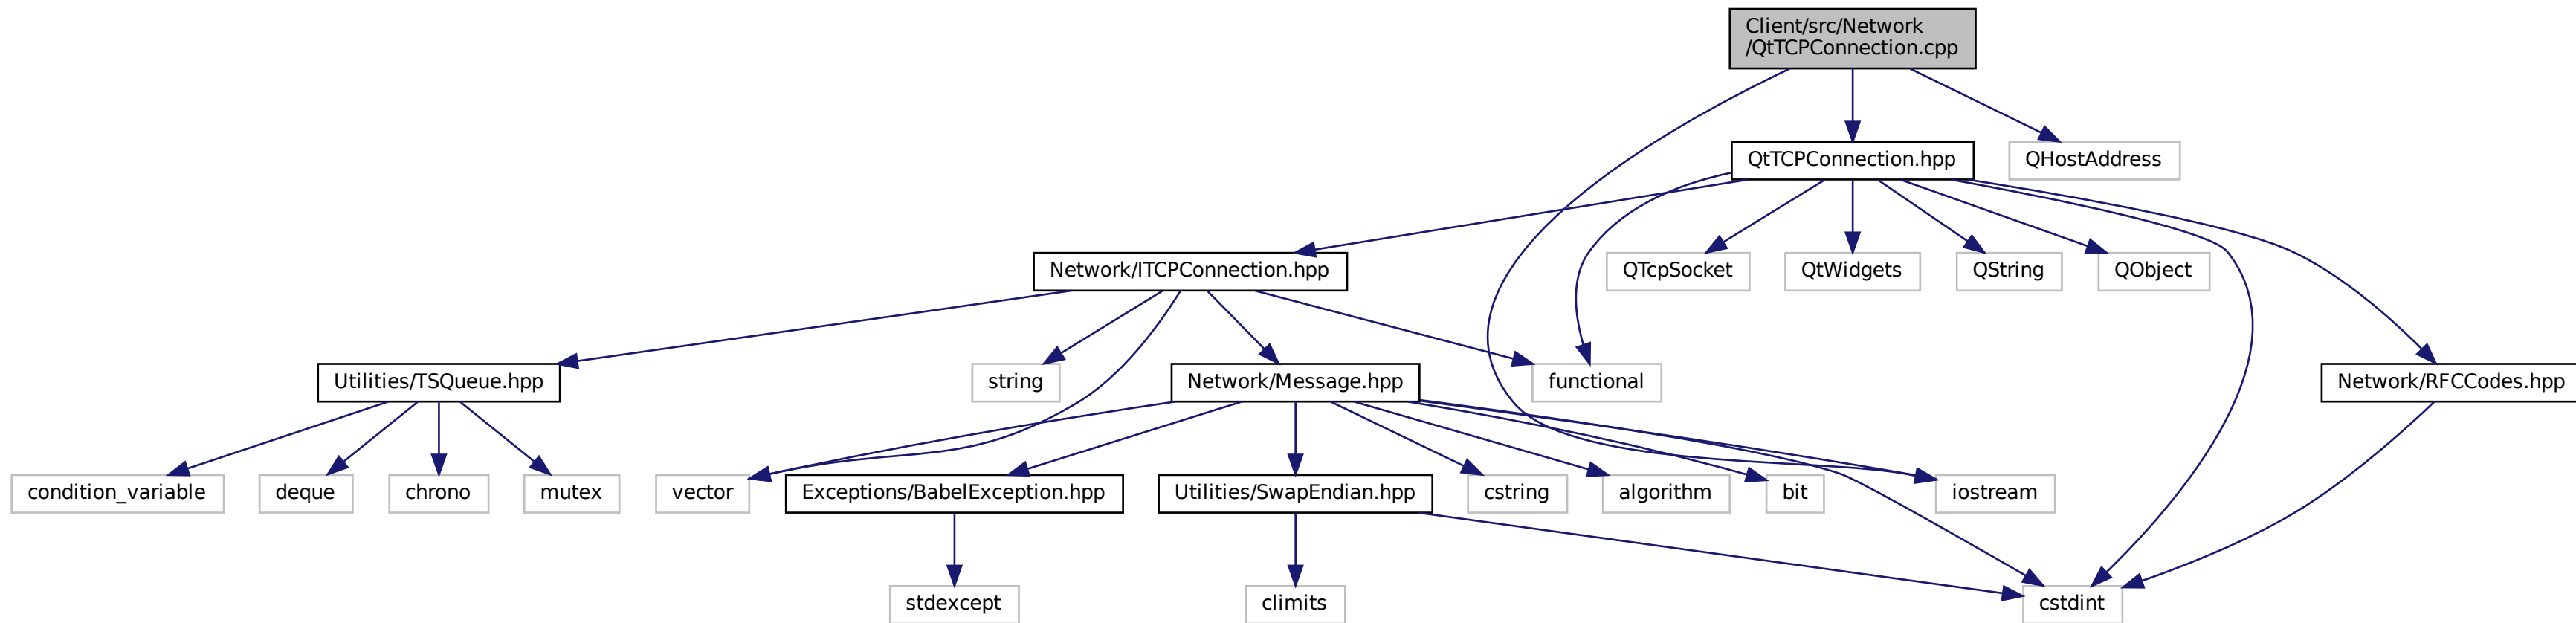 Client/src/Network
/QtTCPConnection.cpp
QtTCPConnection.hpp
QHostAddress
Network/ITCPConnection.hpp
QTcpSocket
QtWidgets
QString
QObject
Utilities/TSQueue.hpp
string
Network/Message.hpp
functional
Network/RFCCodes.hpp
condition_variable
deque
chrono
mutex
vector
Exceptions/BabelException.hpp
Utilities/SwapEndian.hpp
cstring
algorithm
bit
iostream
stdexcept
climits
cstdint